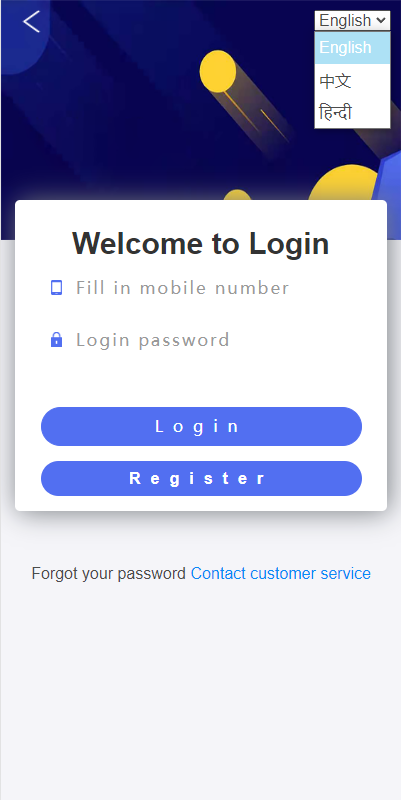 English
English
中文
हिन्दी
Welcome to Login
Fill in mobile number
Login password
Login
Register
Forgot your password Contact customer service